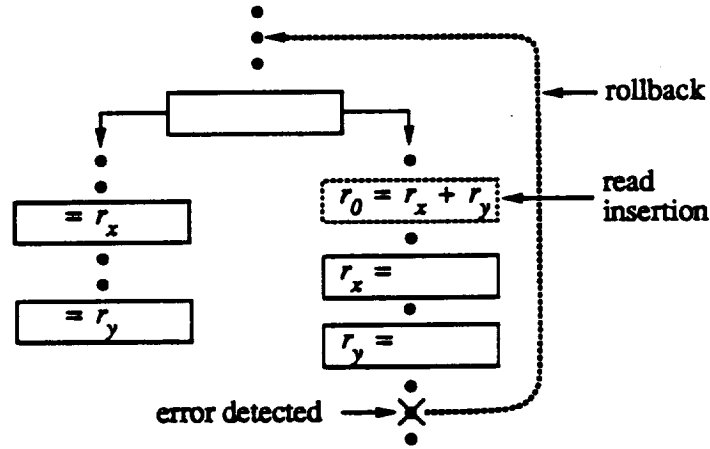 rollback
r_0 = r_x + r_y
read
insertion
= r_x
r_x =
= r_y
r_y =
error detected